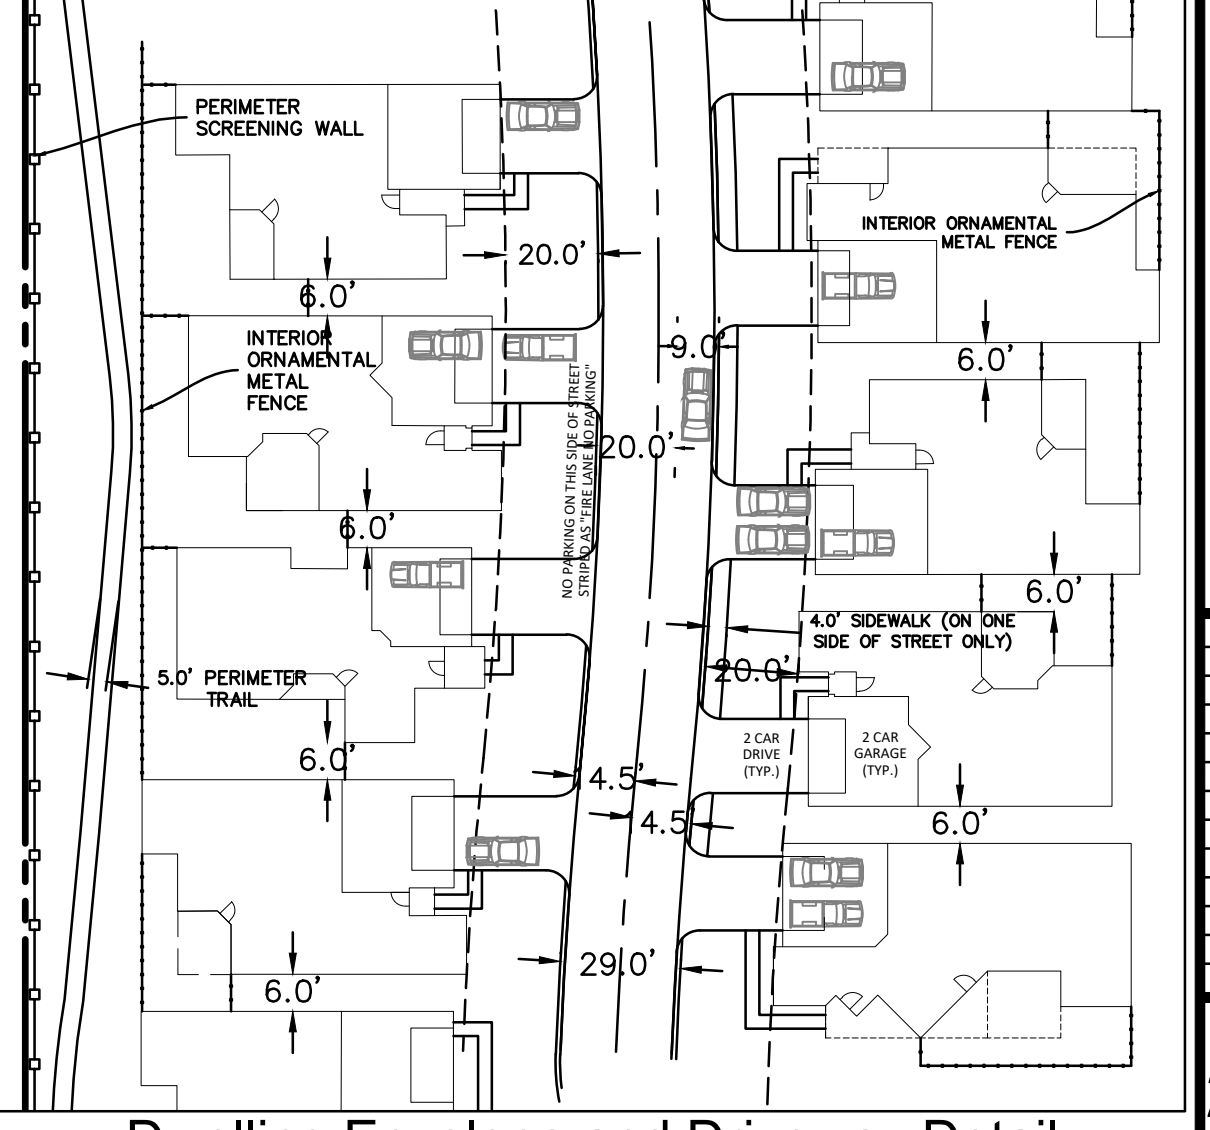 PERIMETER
SCREENING WALL
INTERIOR ORNAMENTAL
METAL FENCE
20.0'
6.0'
INTERIOR
ORNAMENTAL
METAL
FENCE
9.0'
6.0'
NO PARKING ON THIS SIDE OF STREET
STRIPED AS "FIRE LANE NO PARKING"
20.0'
6.0'
6.0'
4.0' SIDEWALK (ON ONE
SIDE OF STREET ONLY)
5.0' PERIMETER
TRAIL
20.0'
2 CAR
DRIVE
(TYP.)
2 CAR
GARAGE
(TYP.)
6.0'
4.5'
4.5'
6.0'
29.0'
6.0'